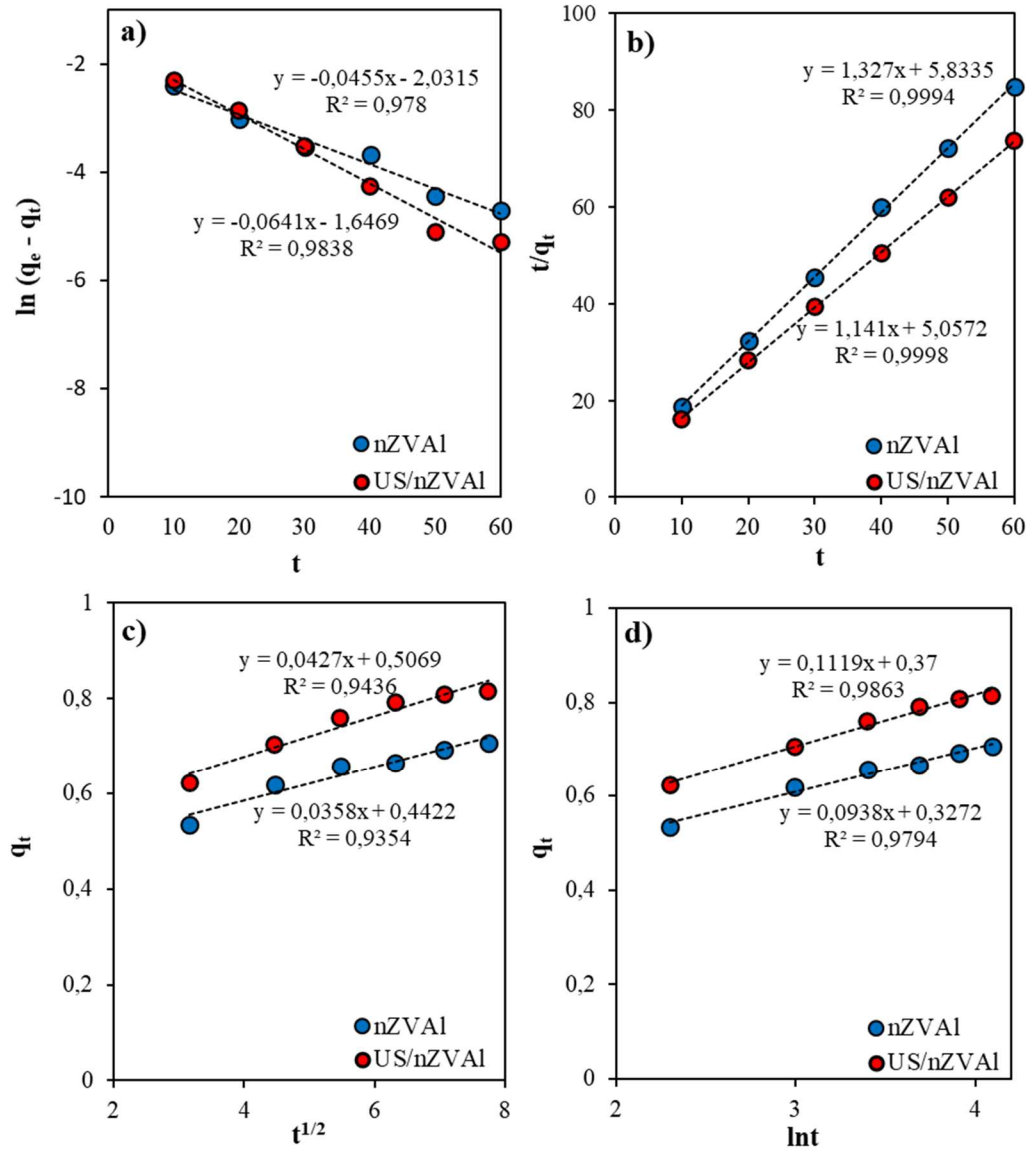 a)
y = -0,0455x - 2,0315
R² = 0,978
y = -0,0641x - 1,6469
R² = 0,9838
ln (qₑ - qₜ)
-2
-4
-6
-8
-10
nZVAl
US/nZVAl
0 10 20 30 40 50 60
t
b)
y = 1,327x + 5,8335
R² = 0,9994
y = 1,141x + 5,0572
R² = 0,9998
t/qₜ
100
80
60
40
20
0
nZVAl
US/nZVAl
0 10 20 30 40 50 60
t
c)
y = 0,0427x + 0,5069
R² = 0,9436
y = 0,0358x + 0,4422
R² = 0,9354
qₜ
1
0,8
0,6
0,4
0,2
0
nZVAl
US/nZVAl
2 4 6 8
t¹/²
d)
y = 0,1119x + 0,37
R² = 0,9863
y = 0,0938x + 0,3272
R² = 0,9794
qₜ
1
0,8
0,6
0,4
0,2
0
nZVAl
US/nZVAl
2 3 4
lnt